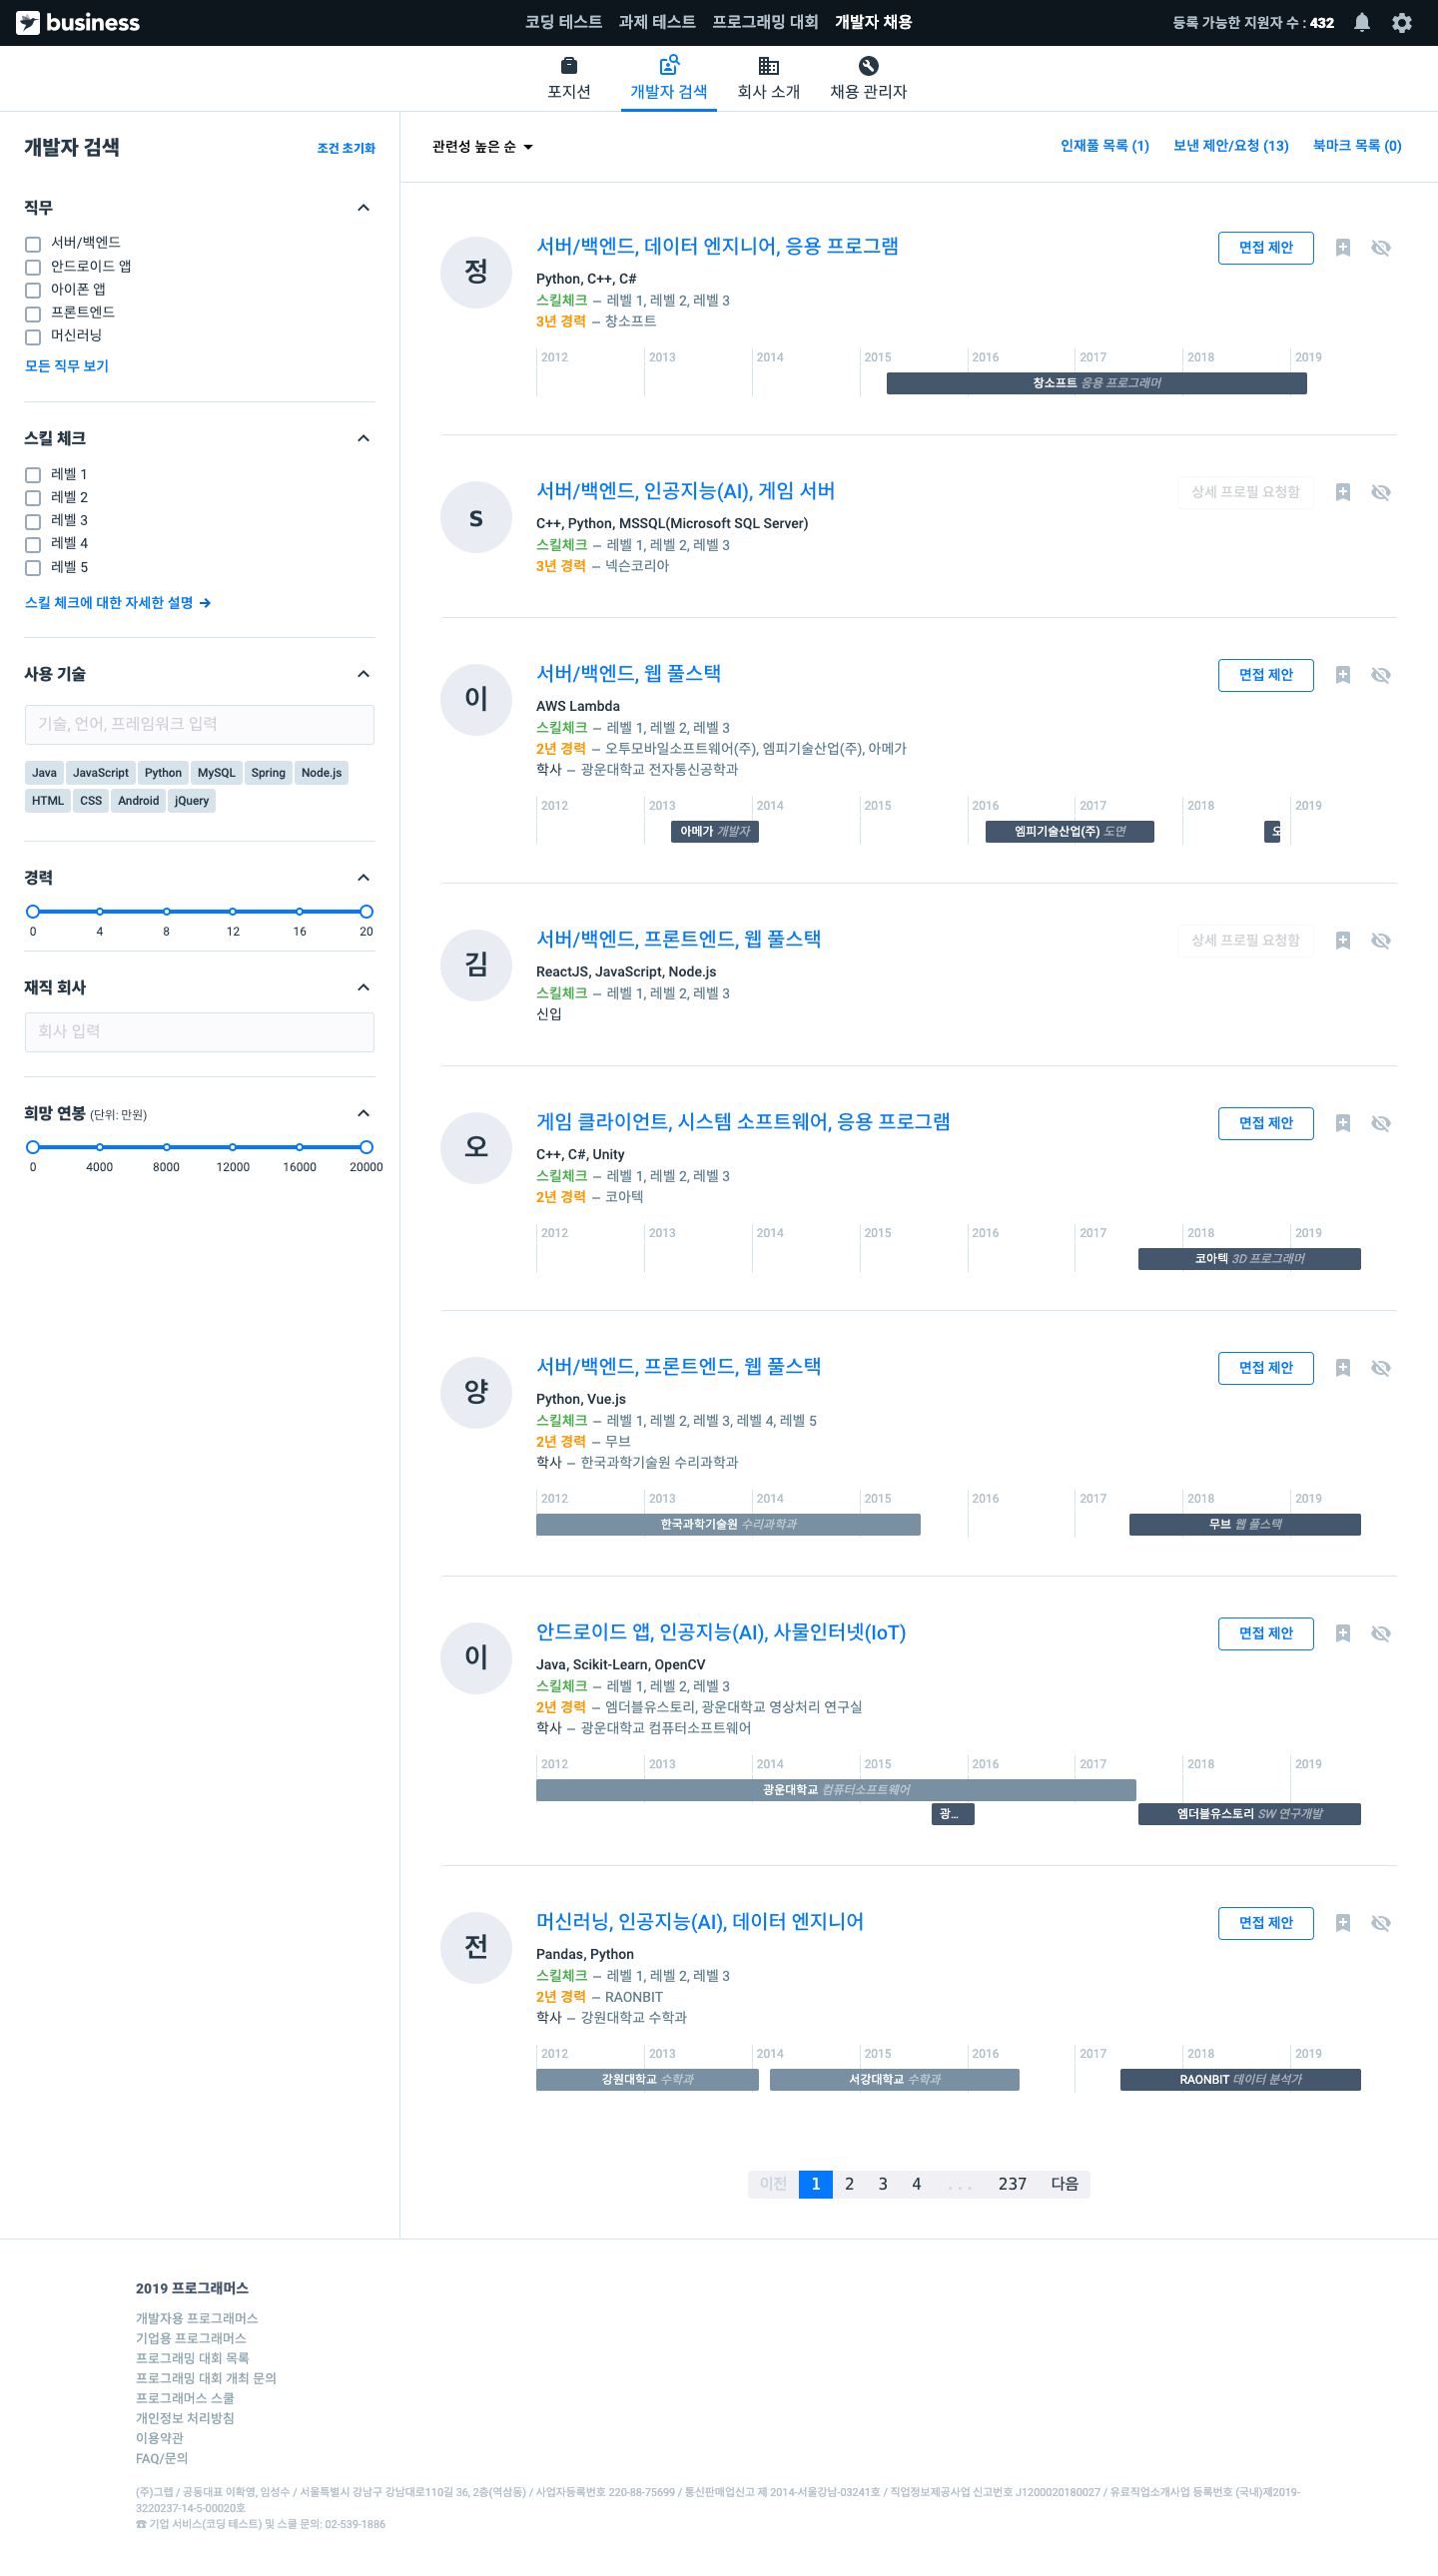 business
코딩 테스트 과제 테스트 프로그래밍 대회 개발자 채용
등록 가능한 지원자 수 : 432
포지션 개발자 검색 회사 소개 채용 관리자
개발자 검색 조건 초기화
직무
서버/백엔드
안드로이드 앱
아이폰 앱
프론트엔드
머신러닝
모든 직무 보기
스킬 체크
레벨 1
레벨 2
레벨 3
레벨 4
레벨 5
스킬 체크에 대한 자세한 설명
사용 기술
기술, 언어, 프레임워크 입력
Java JavaScript Python MySQL Spring Node.js
HTML CSS Android jQuery
경력
0 4 8 12 16 20
재직 회사
회사 입력
희망 연봉 (단위: 만원)
0 4000 8000 12000 16000 20000
관련성 높은 순
인재풀 목록 (1) 보낸 제안/요청 (13) 북마크 목록 (0)
정
서버/백엔드, 데이터 엔지니어, 응용 프로그램
면접 제안
Python, C++, C#
스킬체크 – 레벨 1, 레벨 2, 레벨 3
3년 경력 – 창소프트
2012 2013 2014 2015 2016 2017 2018 2019
창소프트 응용 프로그래머
s
서버/백엔드, 인공지능(AI), 게임 서버
상세 프로필 요청함
C++, Python, MSSQL(Microsoft SQL Server)
스킬체크 – 레벨 1, 레벨 2, 레벨 3
3년 경력 – 넥슨코리아
이
서버/백엔드, 웹 풀스택
면접 제안
AWS Lambda
스킬체크 – 레벨 1, 레벨 2, 레벨 3
2년 경력 – 오투모바일소프트웨어(주), 엠피기술산업(주), 아메가
학사 – 광운대학교 전자통신공학과
2012 2013 2014 2015 2016 2017 2018 2019
아메가 개발자 엠피기술산업(주) 도면
김
서버/백엔드, 프론트엔드, 웹 풀스택
상세 프로필 요청함
ReactJS, JavaScript, Node.js
스킬체크 – 레벨 1, 레벨 2, 레벨 3
신입
오
게임 클라이언트, 시스템 소프트웨어, 응용 프로그램
면접 제안
C++, C#, Unity
스킬체크 – 레벨 1, 레벨 2, 레벨 3
2년 경력 – 코아텍
2012 2013 2014 2015 2016 2017 2018 2019
코아텍 3D 프로그래머
양
서버/백엔드, 프론트엔드, 웹 풀스택
면접 제안
Python, Vue.js
스킬체크 – 레벨 1, 레벨 2, 레벨 3, 레벨 4, 레벨 5
2년 경력 – 무브
학사 – 한국과학기술원 수리과학과
2012 2013 2014 2015 2016 2017 2018 2019
한국과학기술원 수리과학과 무브 웹 풀스택
이
안드로이드 앱, 인공지능(AI), 사물인터넷(IoT)
면접 제안
Java, Scikit-Learn, OpenCV
스킬체크 – 레벨 1, 레벨 2, 레벨 3
2년 경력 – 엠더블유스토리, 광운대학교 영상처리 연구실
학사 – 광운대학교 컴퓨터소프트웨어
2012 2013 2014 2015 2016 2017 2018 2019
광운대학교 컴퓨터소프트웨어
광... 엠더블유스토리 SW 연구개발
전
머신러닝, 인공지능(AI), 데이터 엔지니어
면접 제안
Pandas, Python
스킬체크 – 레벨 1, 레벨 2, 레벨 3
2년 경력 – RAONBIT
학사 – 강원대학교 수학과
2012 2013 2014 2015 2016 2017 2018 2019
강원대학교 수학과 서강대학교 수학과 RAONBIT 데이터 분석가
이전 1 2 3 4 ... 237 다음
2019 프로그래머스
개발자용 프로그래머스
기업용 프로그래머스
프로그래밍 대회 목록
프로그래밍 대회 개최 문의
프로그래머스 스쿨
개인정보 처리방침
이용약관
FAQ/문의
(주)그렙 / 공동대표 이확영, 임성수 / 서울특별시 강남구 강남대로110길 36, 2층(역삼동) / 사업자등록번호 220-88-75699 / 통신판매업신고 제 2014-서울강남-03241호 / 직업정보제공사업 신고번호 J1200020180027 / 유료직업소개사업 등록번호 (국내)제2019-
3220237-14-5-00020호
☎ 기업 서비스(코딩 테스트) 및 스쿨 문의: 02-539-1886